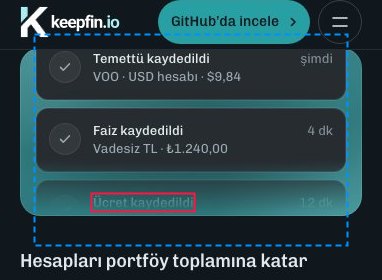 keepfin.io
GitHub'da incele
Temettü kaydedildi
şimdi
VOO · USD hesabı · $9,84
Faiz kaydedildi
4 dk
Vadesiz TL · ₺1.240,00
Ücret kaydedildi
12 dk
Hesapları portföy toplamına katar